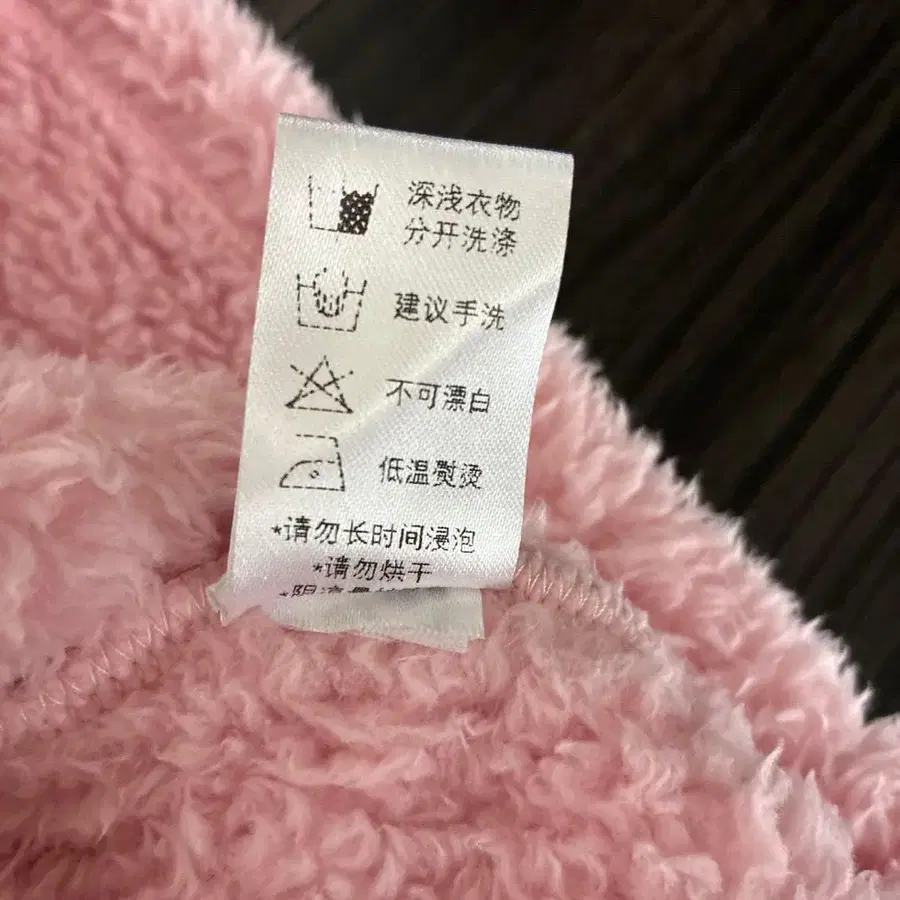 深浅衣物
分开洗涤
建议手洗
不可漂白
低温熨烫
*请勿长时间浸泡
*请勿烘干